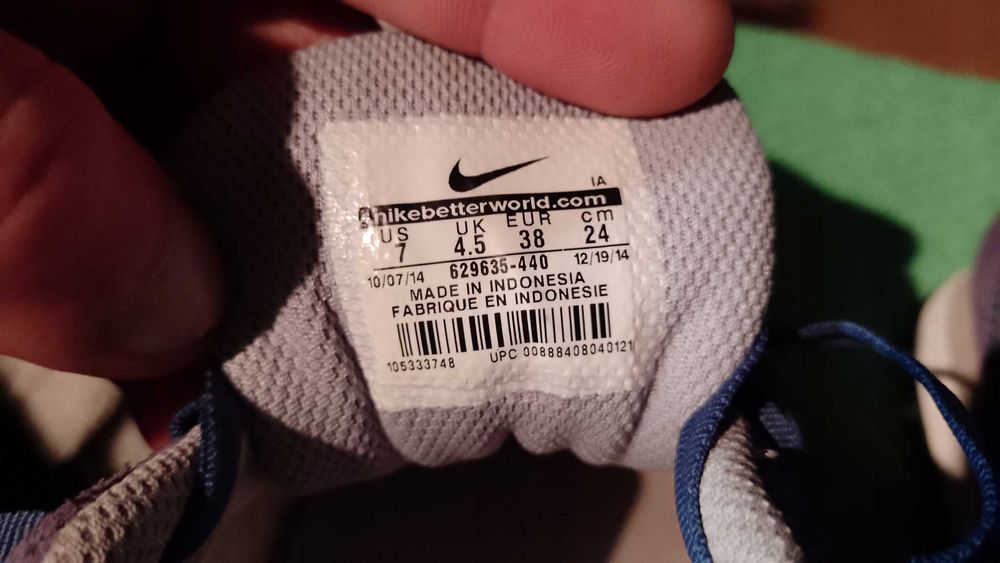 IA
nikebetterworld.com
US UK EUR cm
7 4.5 38 24
10/07/14 629635-440 12/19/14
MADE IN INDONESIA
FABRIQUE EN INDONESIE
105333748 UPC 00888408040121